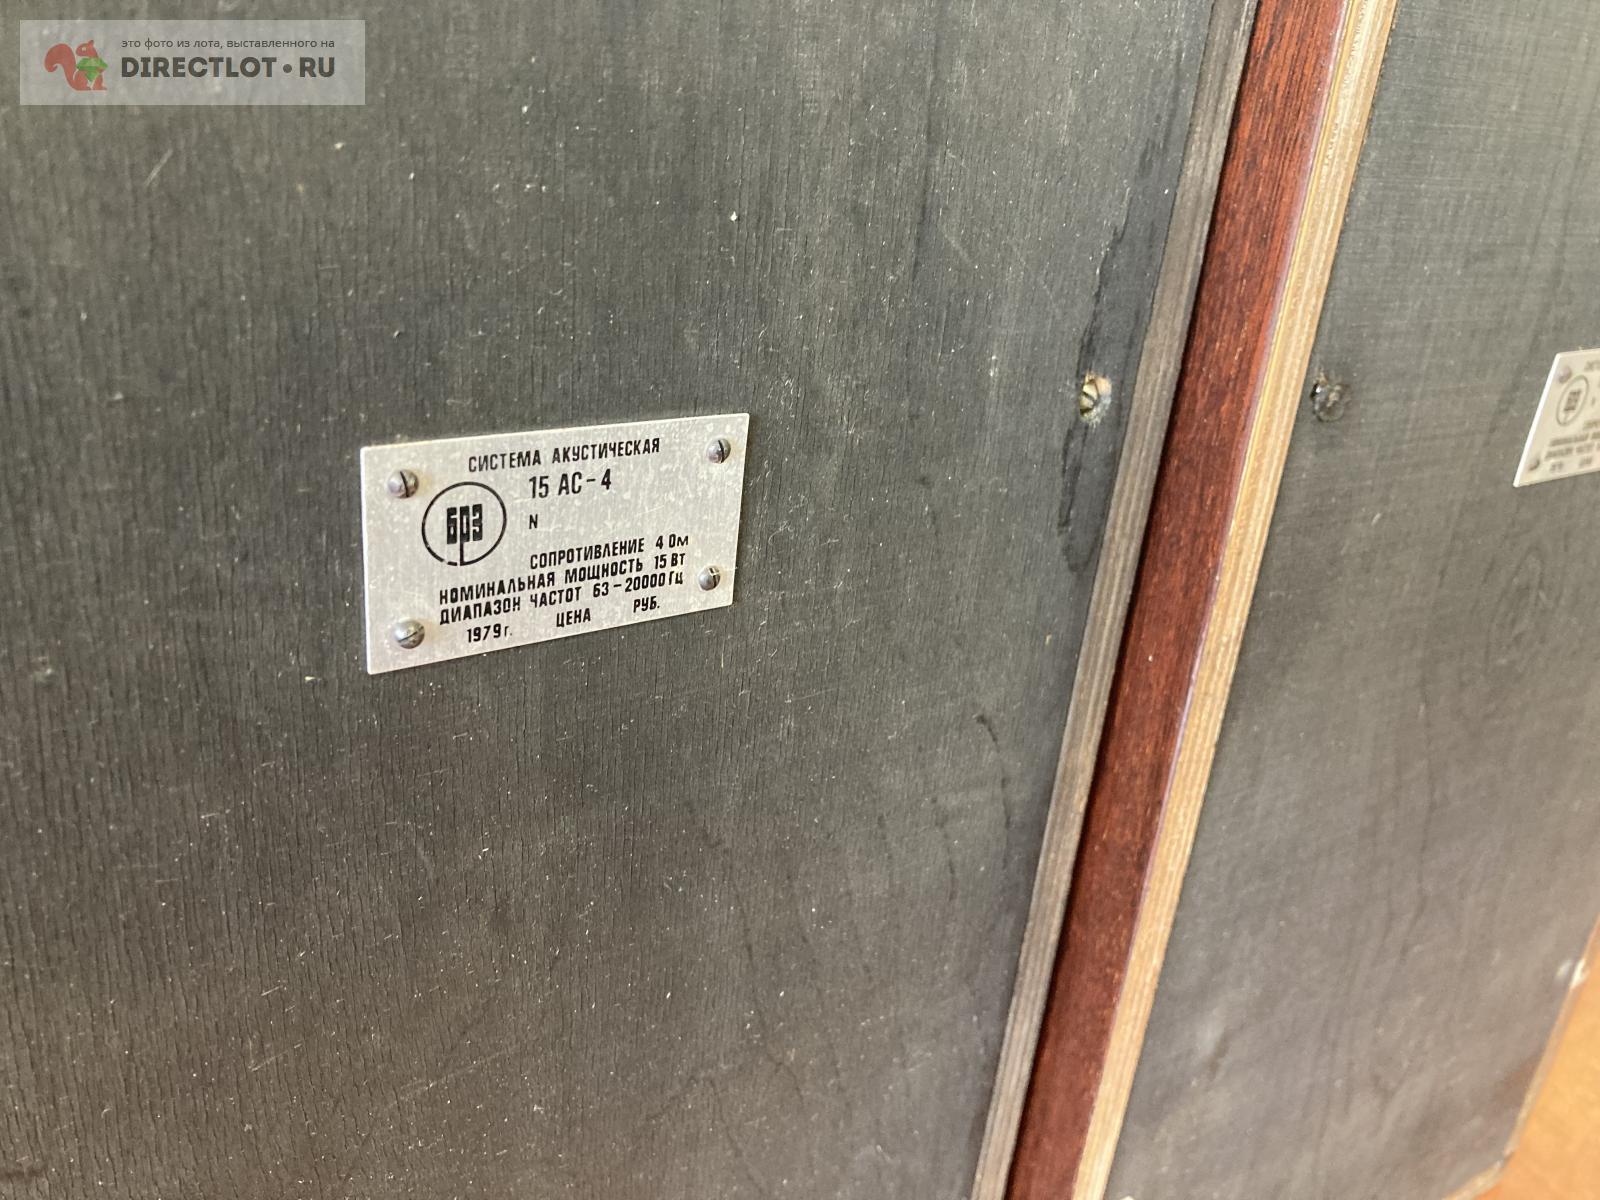 это фото из лота, выставленного на
DIRECTLOT•RU
СИСТЕМА АКУСТИЧЕСКАЯ
15 АС-4
БРЗ
N
СОПРОТИВЛЕНИЕ 4 Ом
НОМИНАЛЬНАЯ МОЩНОСТЬ 15 Вт
ДИАПАЗОН ЧАСТОТ 63-20000 Гц
1979 г. ЦЕНА РУБ.